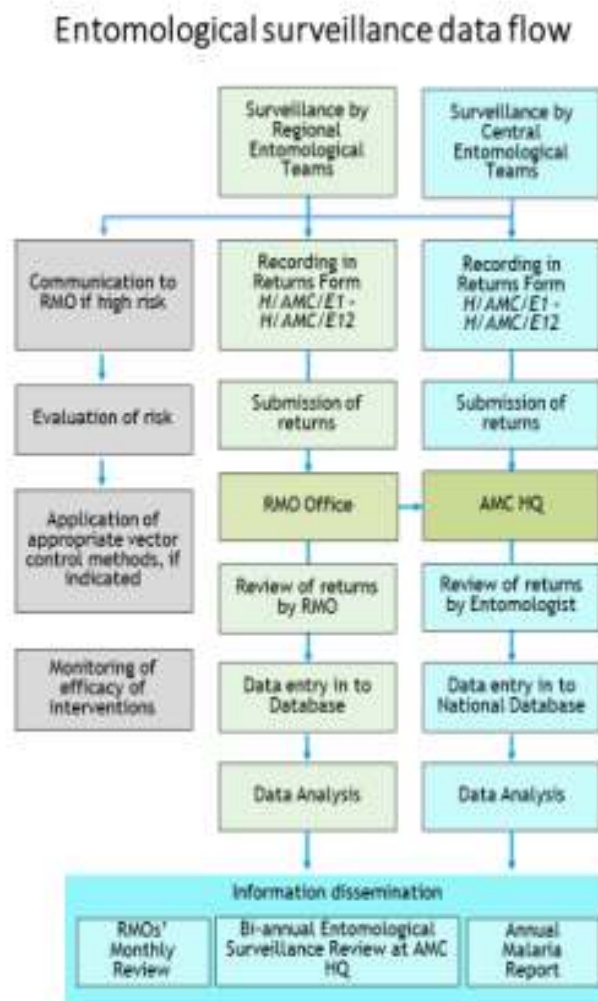 Entomological surveillance data flow
Surveillance by
Regional
Entomological
Teams
Surveillance by
Central
Entomological
Teams
Communication to
RMO if high risk
Recording in
Returns Form
H/AMC/E1 -
H/AMC/E12
Recording in
Returns Form
H/AMC/E1 -
H/AMC/E12
Evaluation of risk
Submission of
returns
Submission of
returns
Application of
appropriate vector
control methods, if
indicated
RMO Office
AMC HQ
Review of returns
by RMO
Review of returns
by Entomologist
Monitoring of
efficacy of
interventions
Data entry in to
Database
Data entry in to
National Database
Data Analysis
Data Analysis
Information dissemination
RMOs'
Monthly
Review
Bi-annual Entomological
Surveillance Review at AMC
HQ
Annual
Malaria
Report